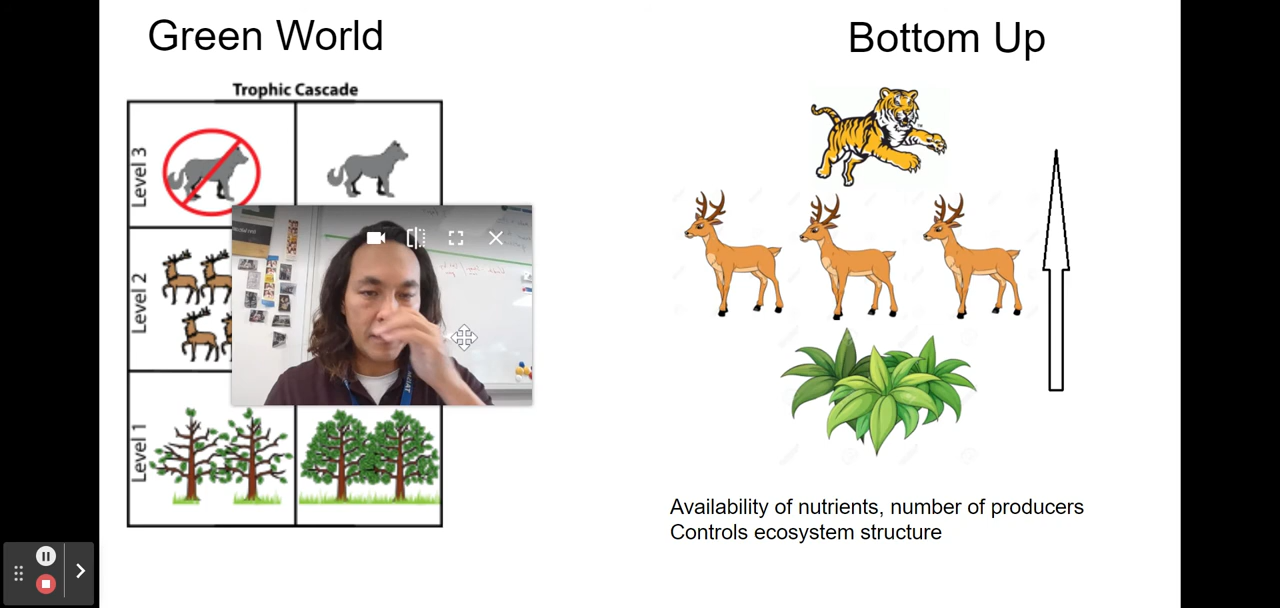 Green World
Bottom Up
Trophic Cascade
Level 3
Level 2
Level 1
Availability of nutrients, number of producers
Controls ecosystem structure